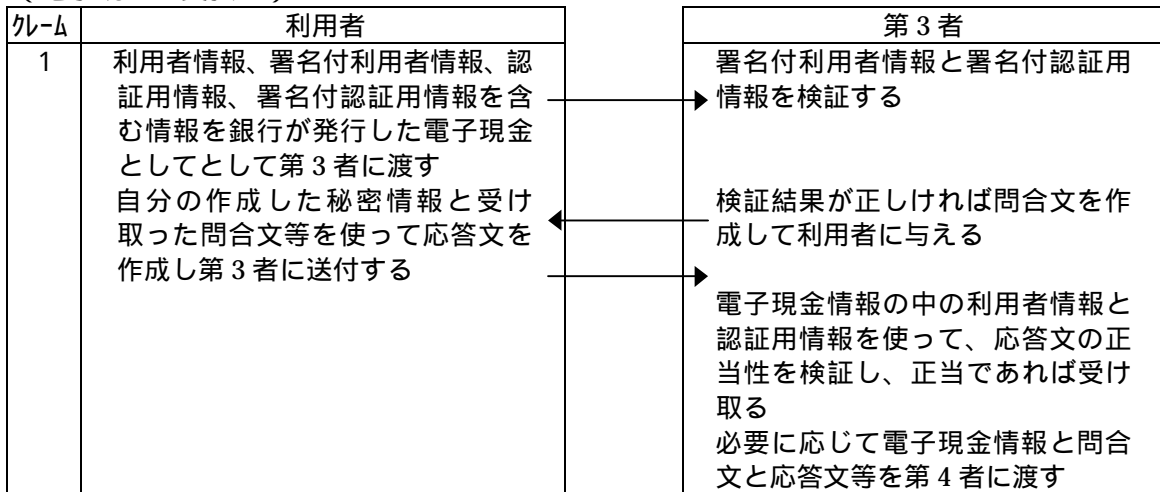 ｸﾚｰﾑ 利用者 第3者
1 利用者情報、署名付利用者情報、認
証用情報、署名付認証用情報を含
む情報を銀行が発行した電子現金
としてとして第3者に渡す
自分の作成した秘密情報と受け
取った問合文等を使って応答文を
作成し第3者に送付する
署名付利用者情報と署名付認証用
情報を検証する
検証結果が正しければ問合文を作
成して利用者に与える
電子現金情報の中の利用者情報と
認証用情報を使って、応答文の正
当性を検証し、正当であれば受け
取る
必要に応じて電子現金情報と問合
文と応答文等を第4者に渡す